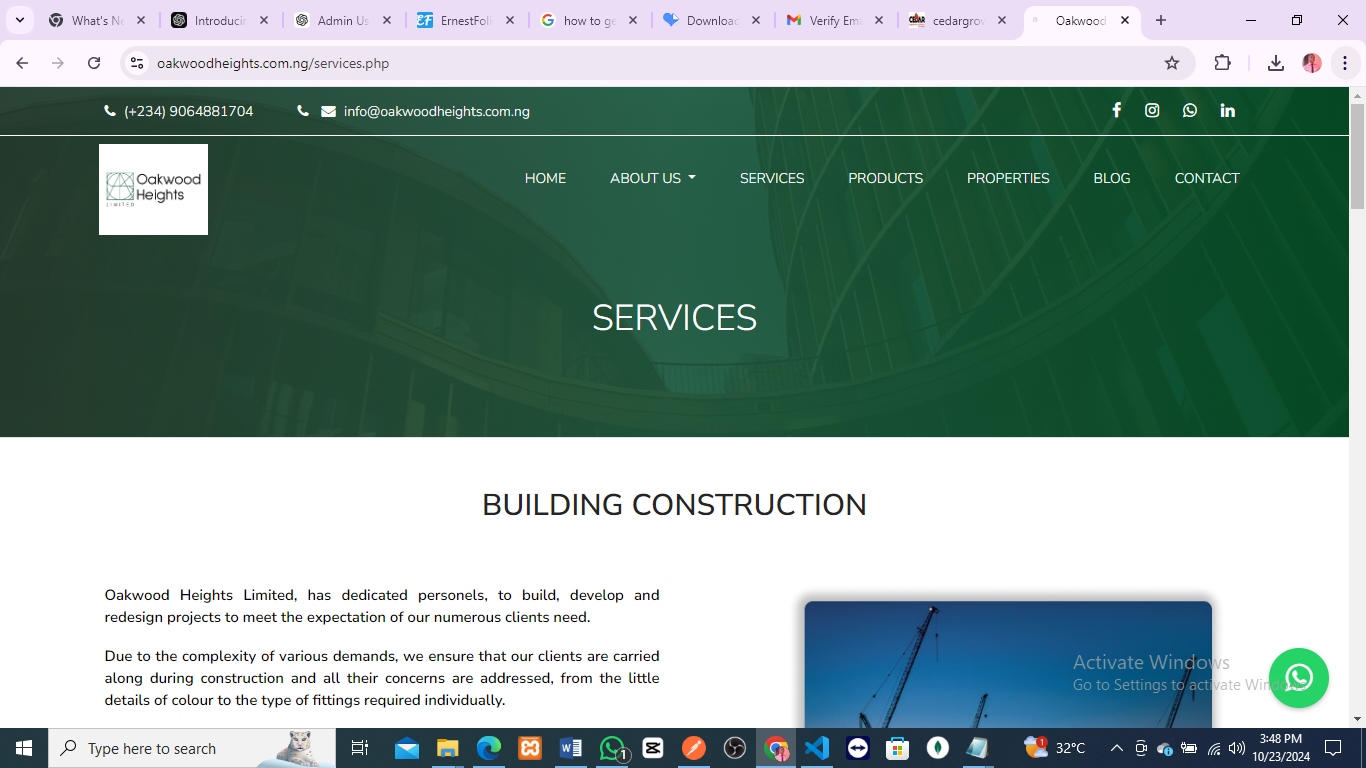 What's Ne
Introducin
Admin Us
ErnestFoli
how to ge
Download
Verify Ema
cedargrov
Oakwood
oakwoodheights.com.ng/services.php
(+234) 9064881704
info@oakwoodheights.com.ng
Oakwood
Heights
LIMITED
HOME
ABOUT US
SERVICES
PRODUCTS
PROPERTIES
BLOG
CONTACT
SERVICES
BUILDING CONSTRUCTION
Oakwood Heights Limited, has dedicated personels, to build, develop and
redesign projects to meet the expectation of our numerous clients need.
Due to the complexity of various demands, we ensure that our clients are carried
along during construction and all their concerns are addressed, from the little
details of colour to the type of fittings required individually.
Activate Windows
Go to Settings to activate Windows.
Type here to search
1
1
32°C
3:48 PM
10/23/2024